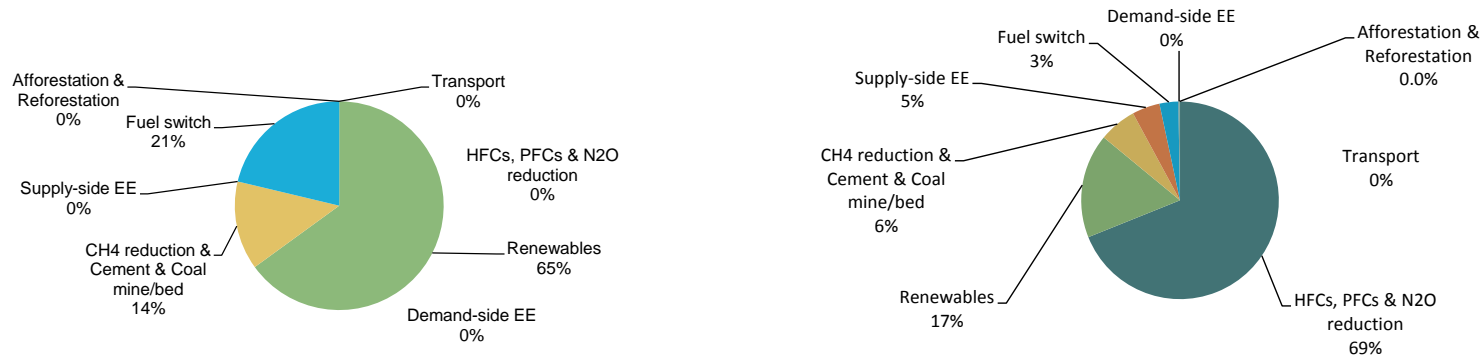 Afforestation &
Reforestation
0%
Transport
0%
Fuel switch
21%
HFCs, PFCs & N2O
reduction
0%
Supply-side EE
0%
CH4 reduction &
Cement & Coal
mine/bed
14%
Renewables
65%
Demand-side EE
0%
Demand-side EE
0%
Fuel switch
3%
Afforestation &
Reforestation
0.0%
Supply-side EE
5%
CH4 reduction &
Cement & Coal
mine/bed
6%
Transport
0%
Renewables
17%
HFCs, PFCs & N2O
reduction
69%